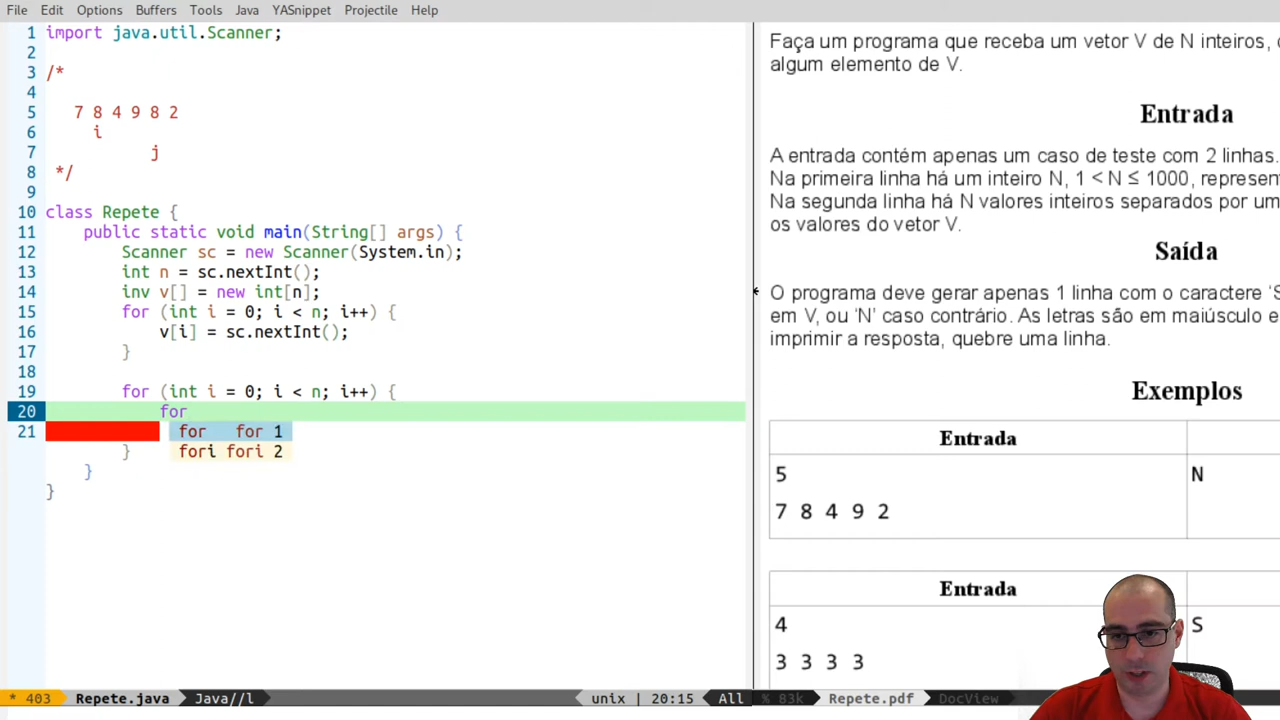 File Edit Options Buffers Tools Java YASnippet Projectile Help
1 import java.util.Scanner;
2
3 /*
4
5 7 8 4 9 8 2
6 i
7 j
8 */
9
10 class Repete {
11 public static void main(String[] args) {
12 Scanner sc = new Scanner(System.in);
13 int n = sc.nextInt();
14 inv v[] = new int[n];
15 for (int i = 0; i < n; i++) {
16 v[i] = sc.nextInt();
17 }
18
19 for (int i = 0; i < n; i++) {
20 for
21 for for 1
} fori fori 2
}
}
* 403 Repete.java Java//l unix 20:15 All
Faça um programa que receba um vetor V de N inteiros,
algum elemento de V.
Entrada
A entrada contém apenas um caso de teste com 2 linhas.
Na primeira linha há um inteiro N, 1 < N ≤ 1000, represen
Na segunda linha há N valores inteiros separados por um
os valores do vetor V.
Saída
O programa deve gerar apenas 1 linha com o caractere ‘S
em V, ou ‘N’ caso contrário. As letras são em maiúsculo e
imprimir a resposta, quebre uma linha.
Exemplos
Entrada
5 N
7 8 4 9 2
Entrada
4 S
3 3 3 3
% 83k Repete.pdf DocView